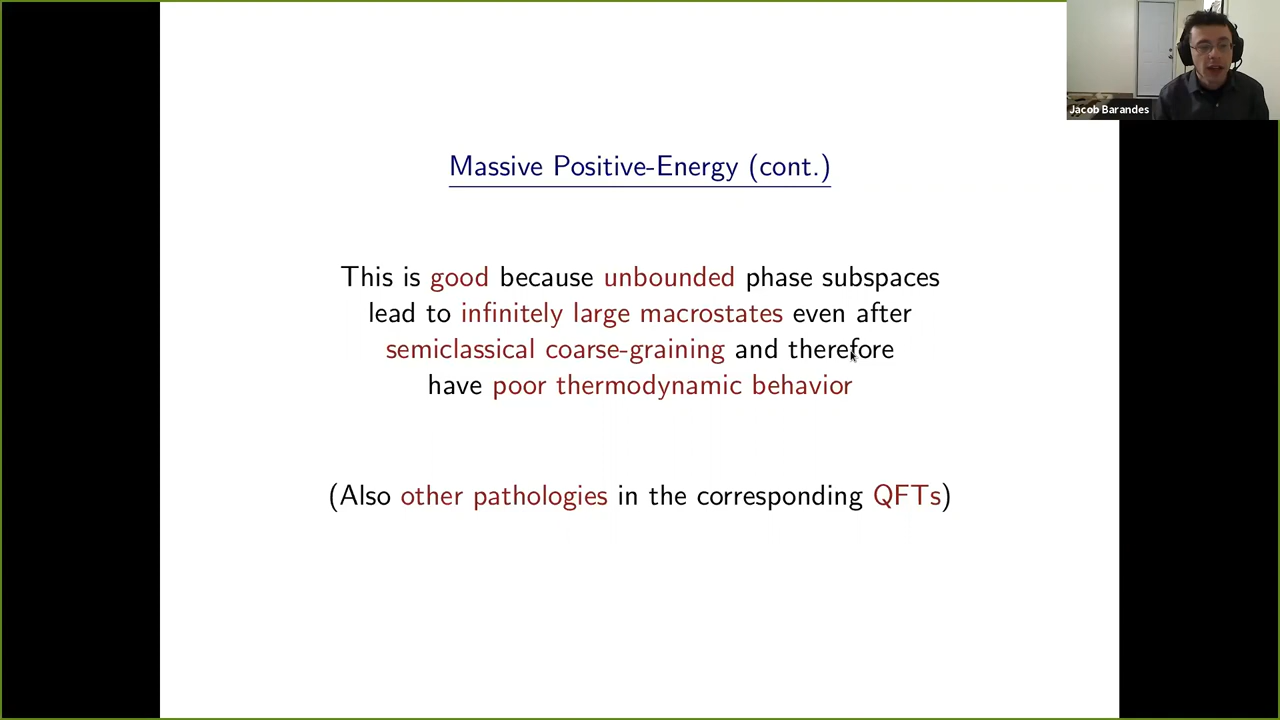 Jacob Barandes
Massive Positive-Energy (cont.)
This is good because unbounded phase subspaces
lead to infinitely large macrostates even after
semiclassical coarse-graining and therefore
have poor thermodynamic behavior
(Also other pathologies in the corresponding QFTs)